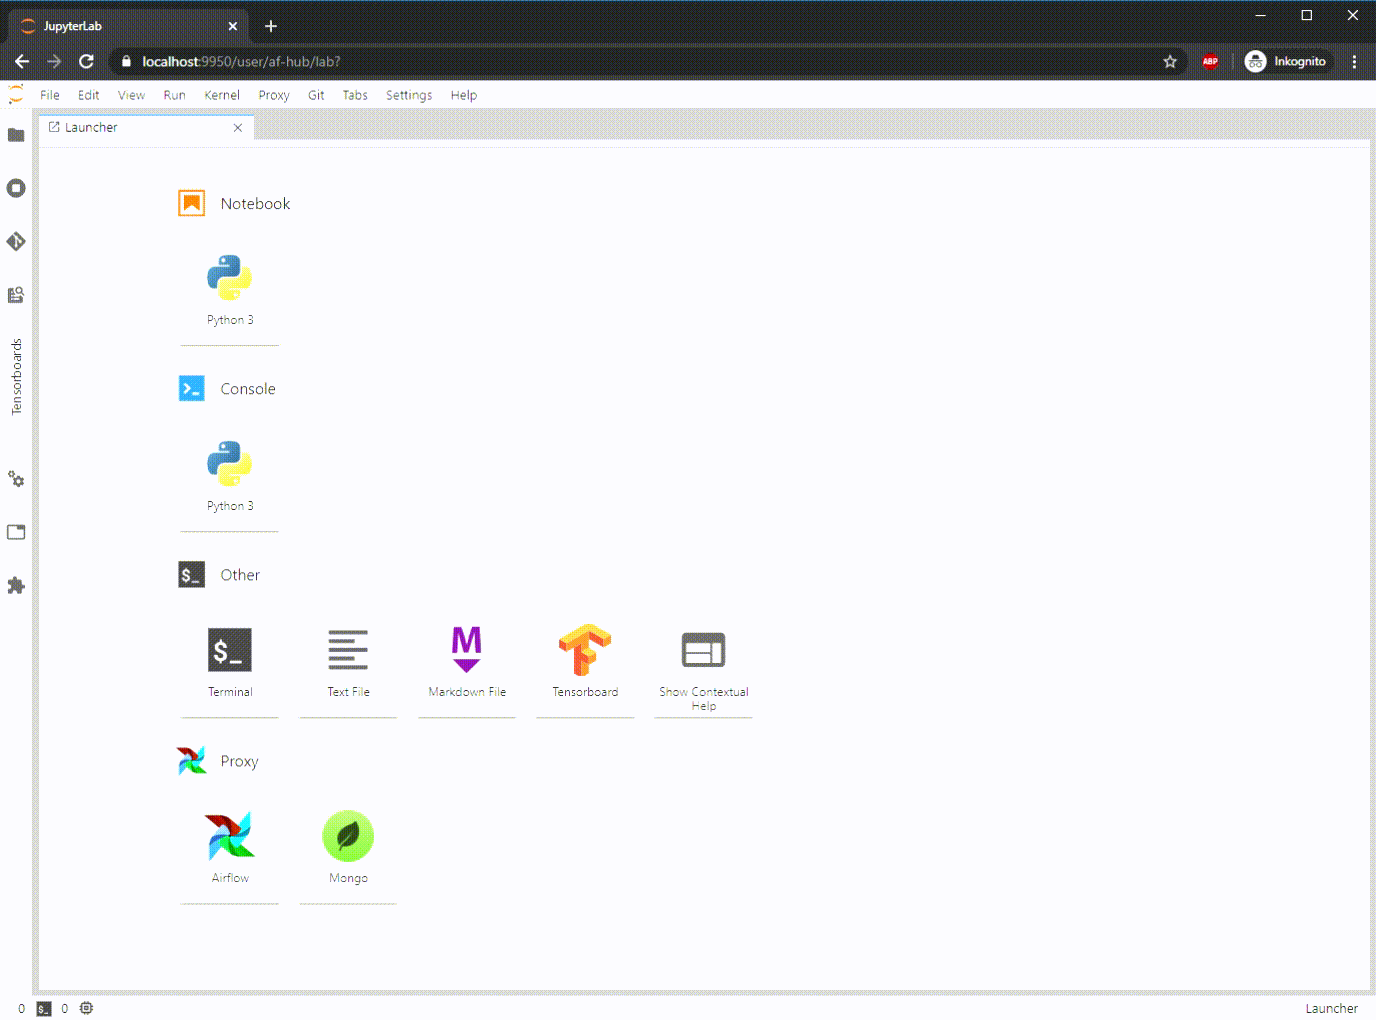 JupyterLab
localhost:9950/user/af-hub/lab?
ABP
Inkognito
File Edit View Run Kernel Proxy Git Tabs Settings Help
Launcher
Tensorboards
Notebook
Python 3
Console
Python 3
$_ Other
$_
M
Terminal Text File Markdown File Tensorboard Show Contextual
Help
Proxy
Airflow Mongo
0 $_ 0 Launcher